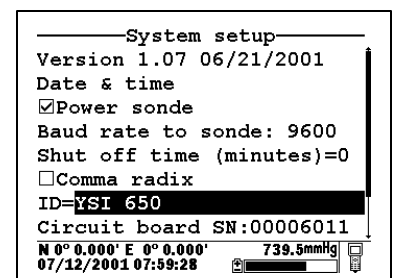 System setup
Version 1.07 06/21/2001
Date & time
☑Power sonde
Baud rate to sonde: 9600
Shut off time (minutes)=0
☐Comma radix
ID=YSI 650
Circuit board SN:00006011
N 0° 0.000' E 0° 0.000' 739.5mmHg
07/12/2001 07:59:28